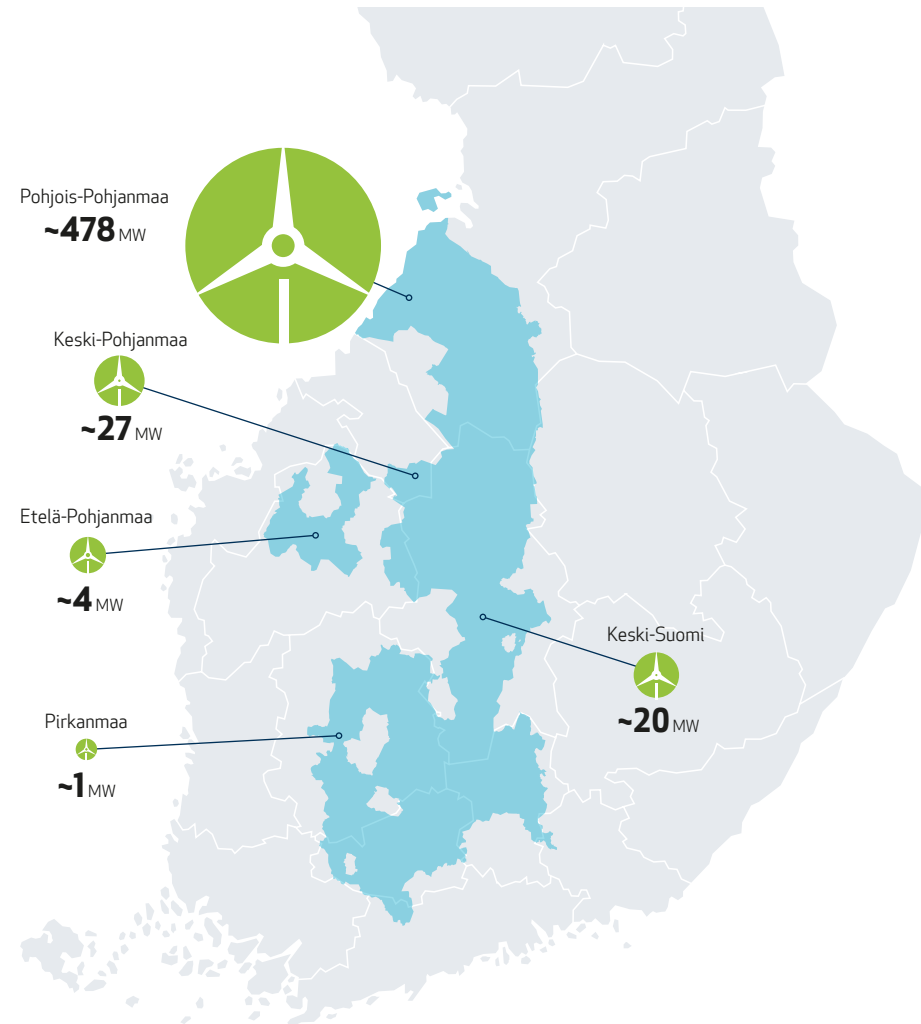 Pohjois-Pohjanmaa
~478 MW
Keski-Pohjanmaa
~27 MW
Etelä-Pohjanmaa
~4 MW
Keski-Suomi
~20 MW
Pirkanmaa
~1 MW